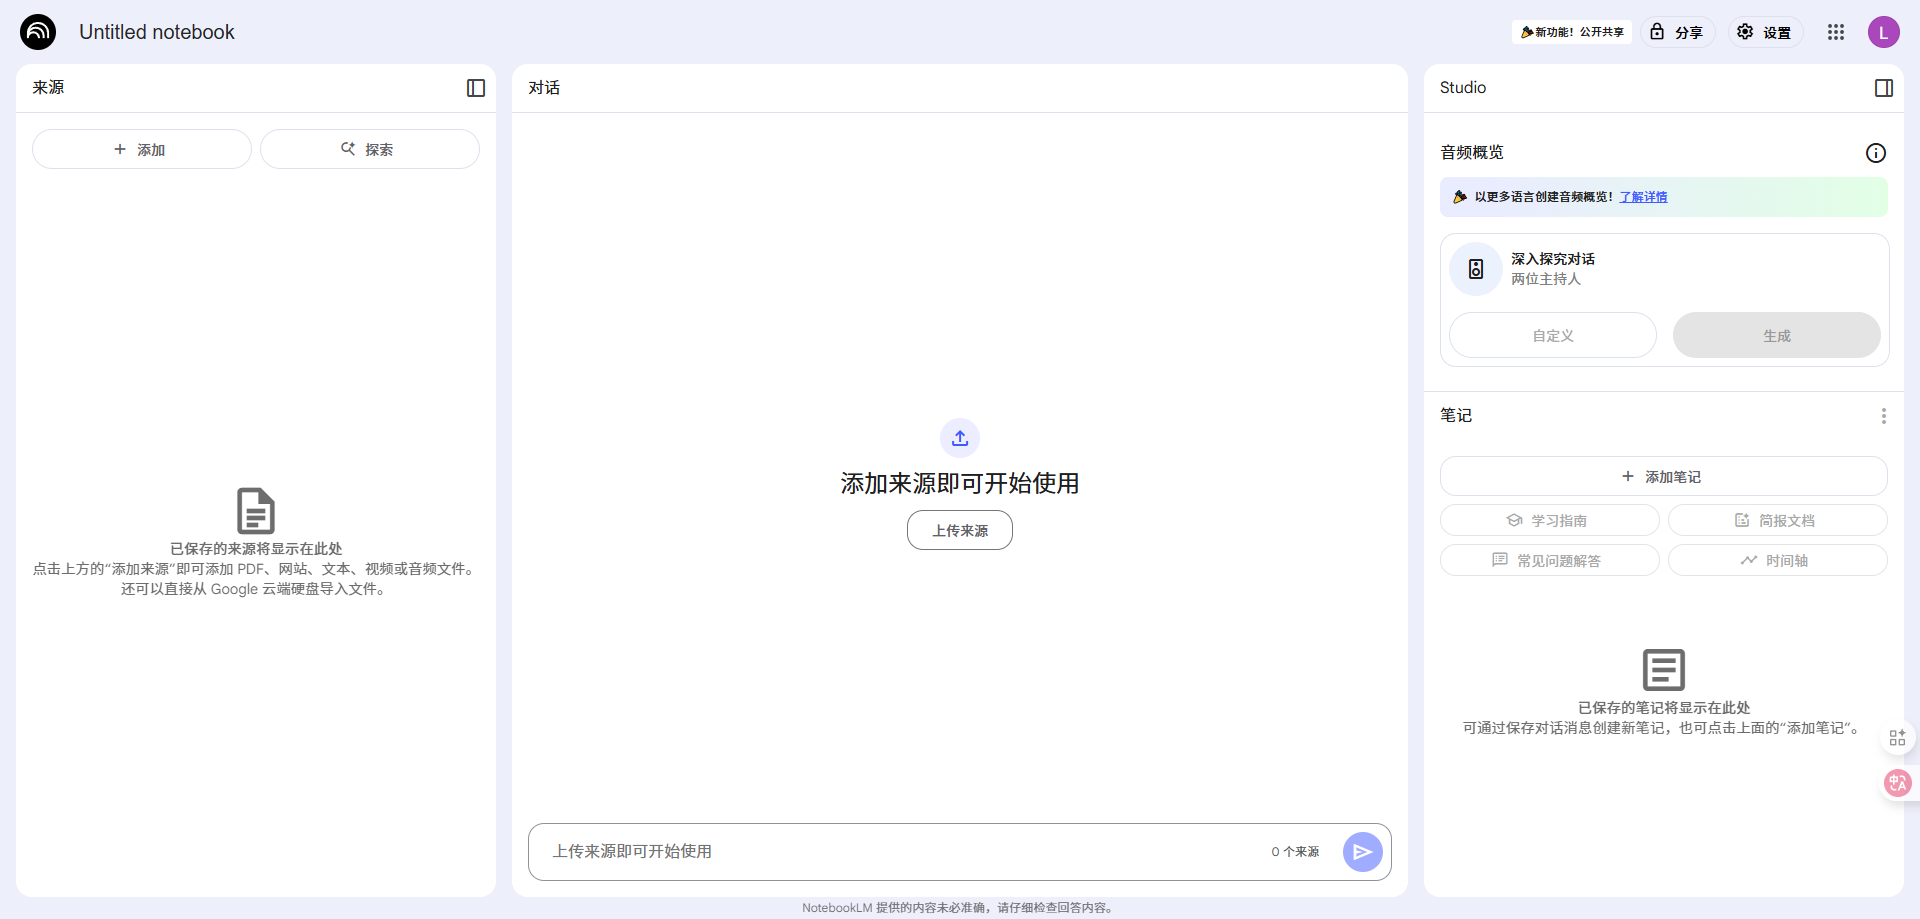 Untitled notebook
新功能！公开共享
分享
设置
L
来源
添加
探索
已保存的来源将显示在此处
点击上方的“添加来源”即可添加 PDF、网站、文本、视频或音频文件。
还可以直接从 Google 云端硬盘导入文件。
对话
添加来源即可开始使用
上传来源
上传来源即可开始使用
0 个来源
NotebookLM 提供的内容未必准确，请仔细检查回答内容。
Studio
音频概览
以更多语言创建音频概览！了解详情
深入探究对话
两位主持人
自定义
生成
笔记
添加笔记
学习指南
简报文档
常见问题解答
时间轴
已保存的笔记将显示在此处
可通过保存对话消息创建新笔记，也可点击上面的“添加笔记”。